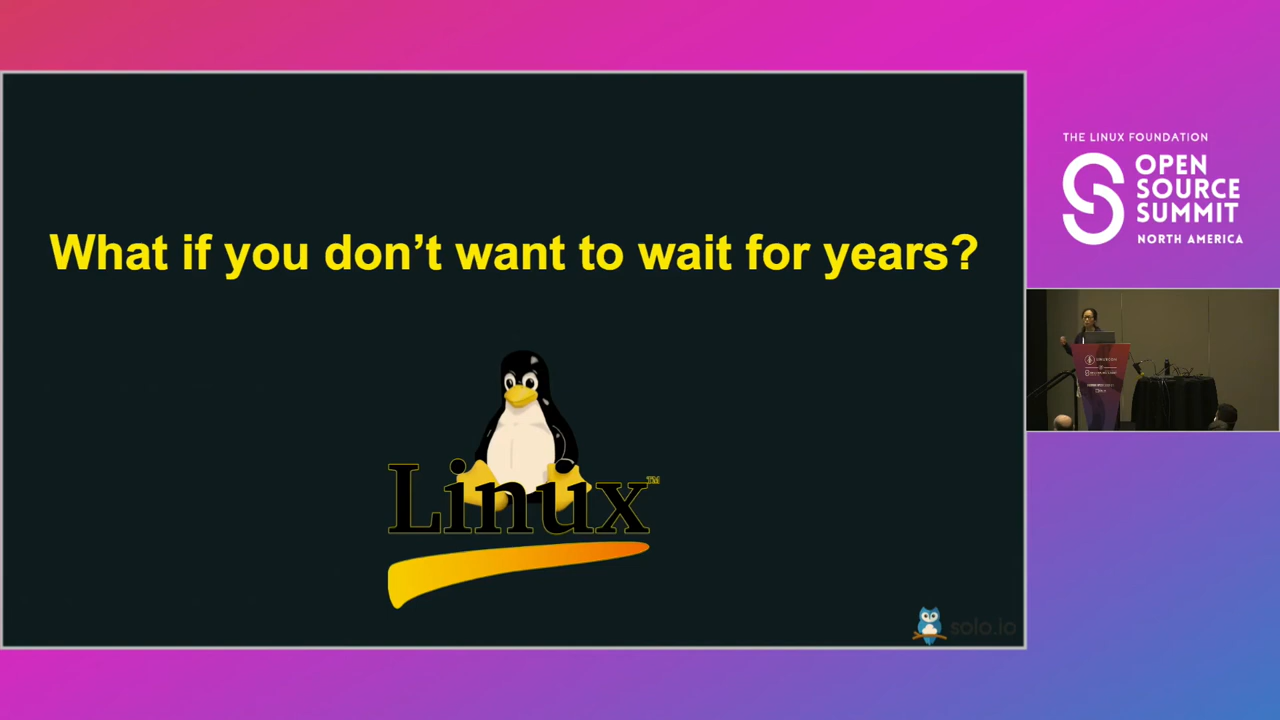 What if you don't want to wait for years?
Linux™
solo.io
THE LINUX FOUNDATION
OPEN
SOURCE
SUMMIT
NORTH AMERICA